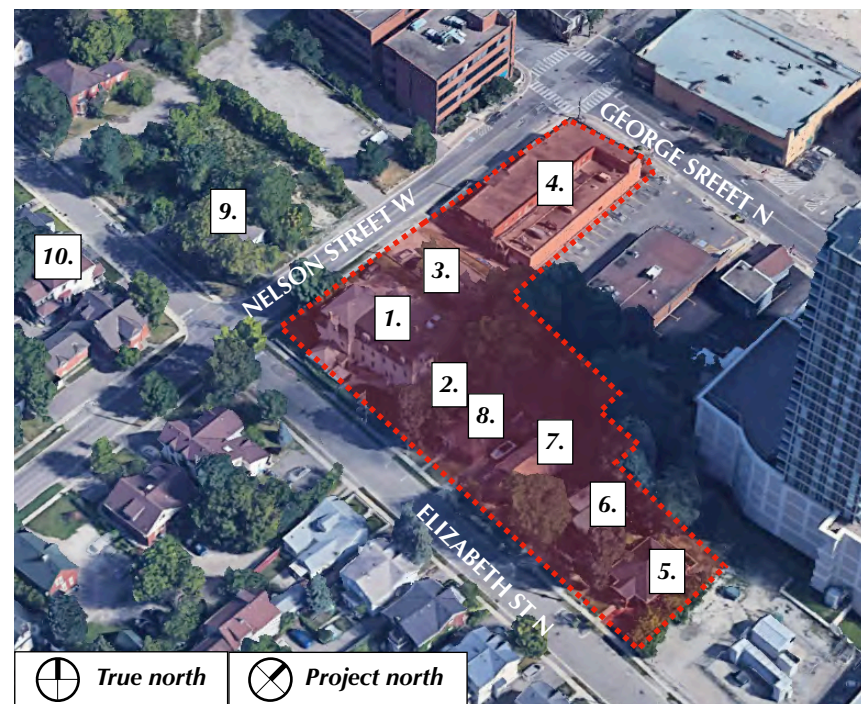 GEORGE SREEET N
4.
9.
NELSON STREET W
10.
3.
1.
2.
8.
7.
6.
ELIZABETH ST N
5.
True north
Project north